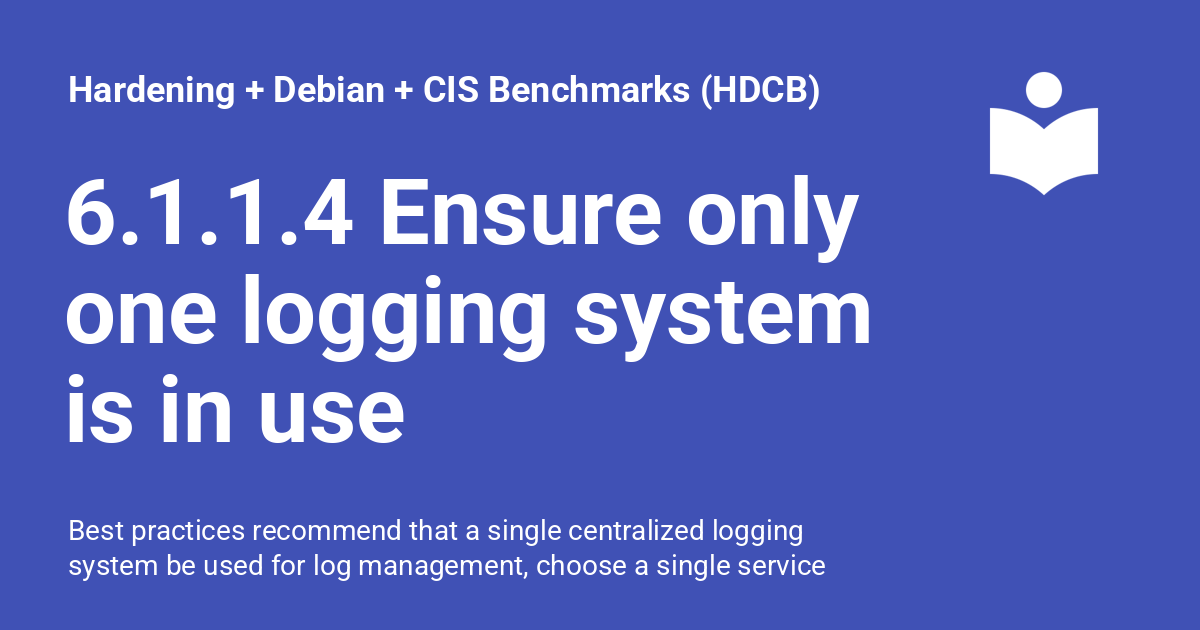 Hardening + Debian + CIS Benchmarks (HDCB)
6.1.1.4 Ensure only
one logging system
is in use
Best practices recommend that a single centralized logging
system be used for log management, choose a single service